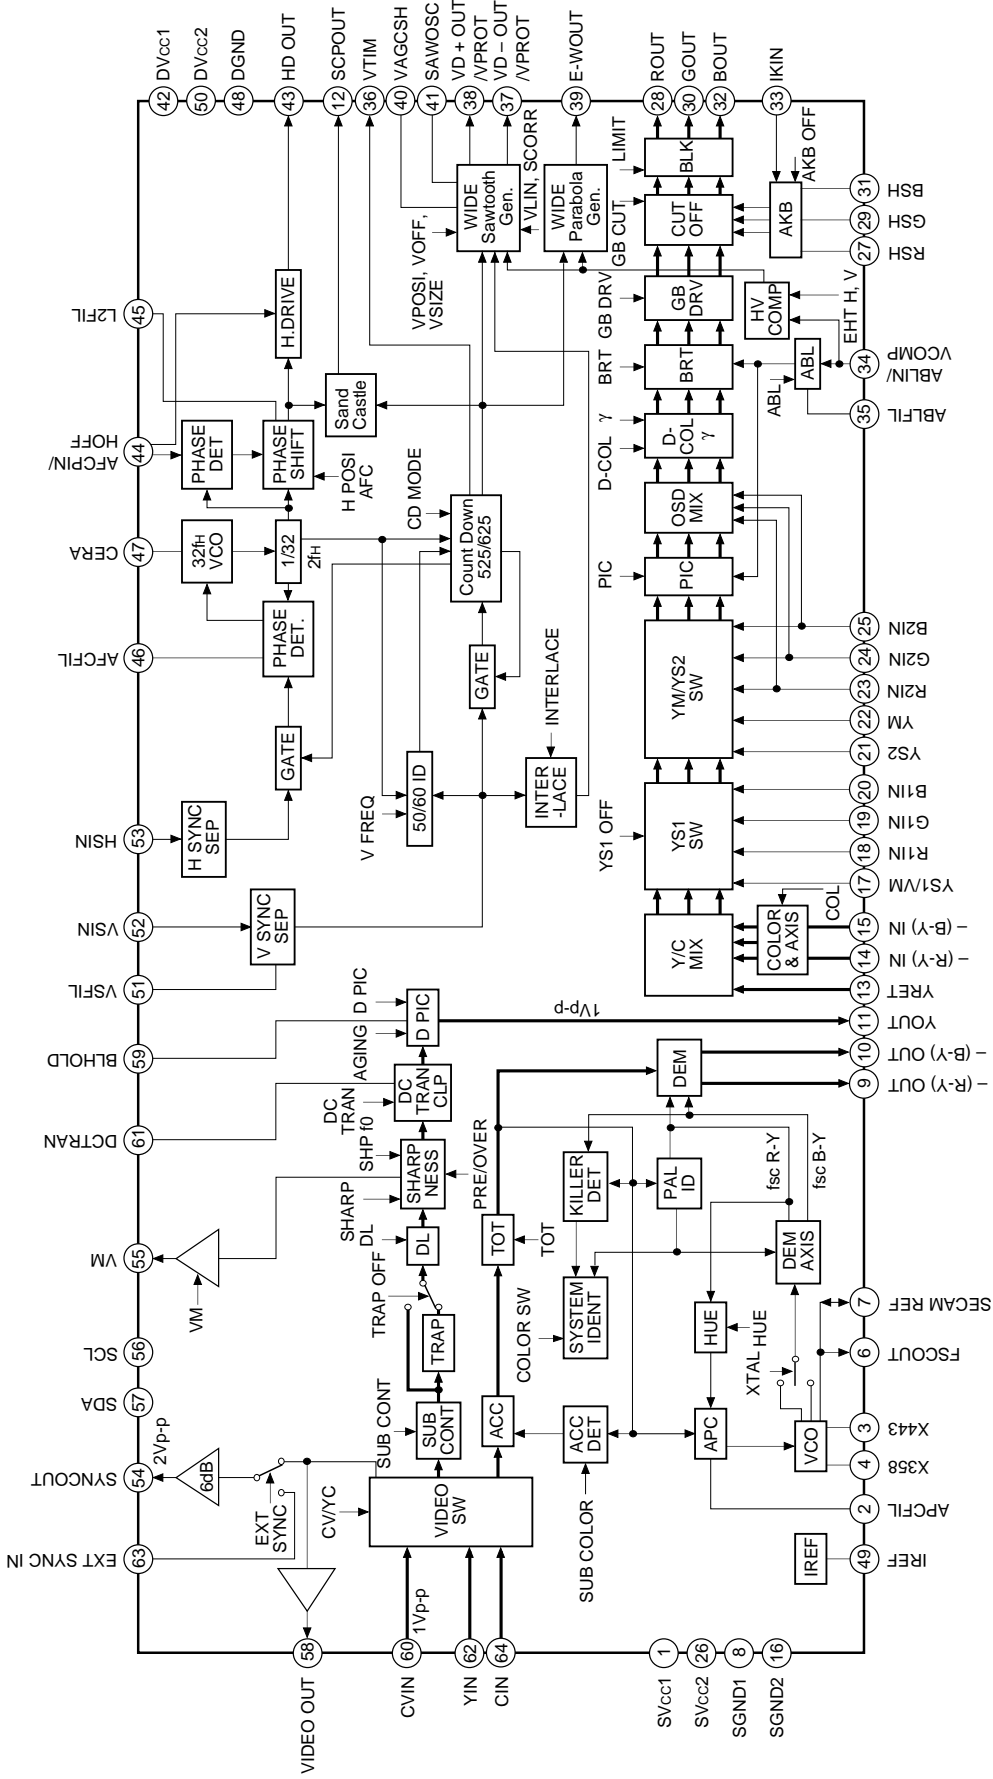 EXT SYNC IN
63
SYNCOUT
54
2Vp-p
SDA
57
SCL
56
VM
55
DCTRAN
61
BLHOLD
59
VSFIL
51
VSIN
52
HSIN
53
AFCFIL
46
CERA
47
AFCPIN/
HOFF
44
L2FIL
45
42
DVcc1
50
DVcc2
48
DGND
43
HD OUT
12
SCPOUT
36
VTIM
40
VAGCSH
41
SAWOSC
38
VD + OUT
/VPROT
37
VD – OUT
/VPROT
39
E-WOUT
28
ROUT
30
GOUT
32
BOUT
33
IKIN
31
BSH
29
GSH
27
RSH
34
ABLIN/
VCOMP
35
ABLFIL
25
B2IN
24
G2IN
23
R2IN
22
YM
21
YS2
20
B1IN
19
G1IN
18
R1IN
17
YS1/VM
15
– (B-Y) IN
14
– (R-Y) IN
13
YRET
11
YOUT
10
– (B-Y) OUT
9
– (R-Y) OUT
7
SECAM REF
6
FSCOUT
3
X443
4
X358
2
APCFIL
49
IREF
VIDEO OUT
58
CVIN
60
1Vp-p
YIN
62
CIN
64
SVcc1
1
SVcc2
26
SGND1
8
SGND2
16
6dB
EXT
SYNC
CV/YC
VIDEO
SW
SUB CONT
SUB
CONT
TRAP
TRAP OFF
VM
DL
DL
SHARP
SHP f0
SHARP
NESS
PRE/OVER
DC
TRAN
DC
TRAN
CLP
AGING
D PIC
D PIC
1Vp-p
ACC
TOT
TOT
DEM
ACC
DET
SUB COLOR
COLOR SW
SYSTEM
IDENT
KILLER
DET
PAL
ID
fsc R-Y
fsc B-Y
DEM
AXIS
HUE
HUE
XTAL
APC
VCO
IREF
V SYNC
SEP
H SYNC
SEP
GATE
PHASE
DET.
32fH
VCO
1/32
2fH
PHASE
DET
PHASE
SHIFT
H POSI
AFC
H.DRIVE
Sand
Castle
V FREQ
50/60 ID
GATE
CD MODE
Count Down
525/625
INTER
-LACE
INTERLACE
VPOSI, VOFF,
VSIZE
WIDE
Sawtooth
Gen.
VLIN, SCORR
WIDE
Parabola
Gen.
Y/C
MIX
COLOR
& AXIS
COL
YS1 OFF
YS1
SW
YM/YS2
SW
PIC
PIC
OSD
MIX
D-COL
γ
D-
COL
γ
BRT
BRT
GB DRV
GB
DRV
GB CUT
CUT
OFF
LIMIT
BLK
AKB
AKB OFF
HV
COMP
EHT H, V
ABL
ABL